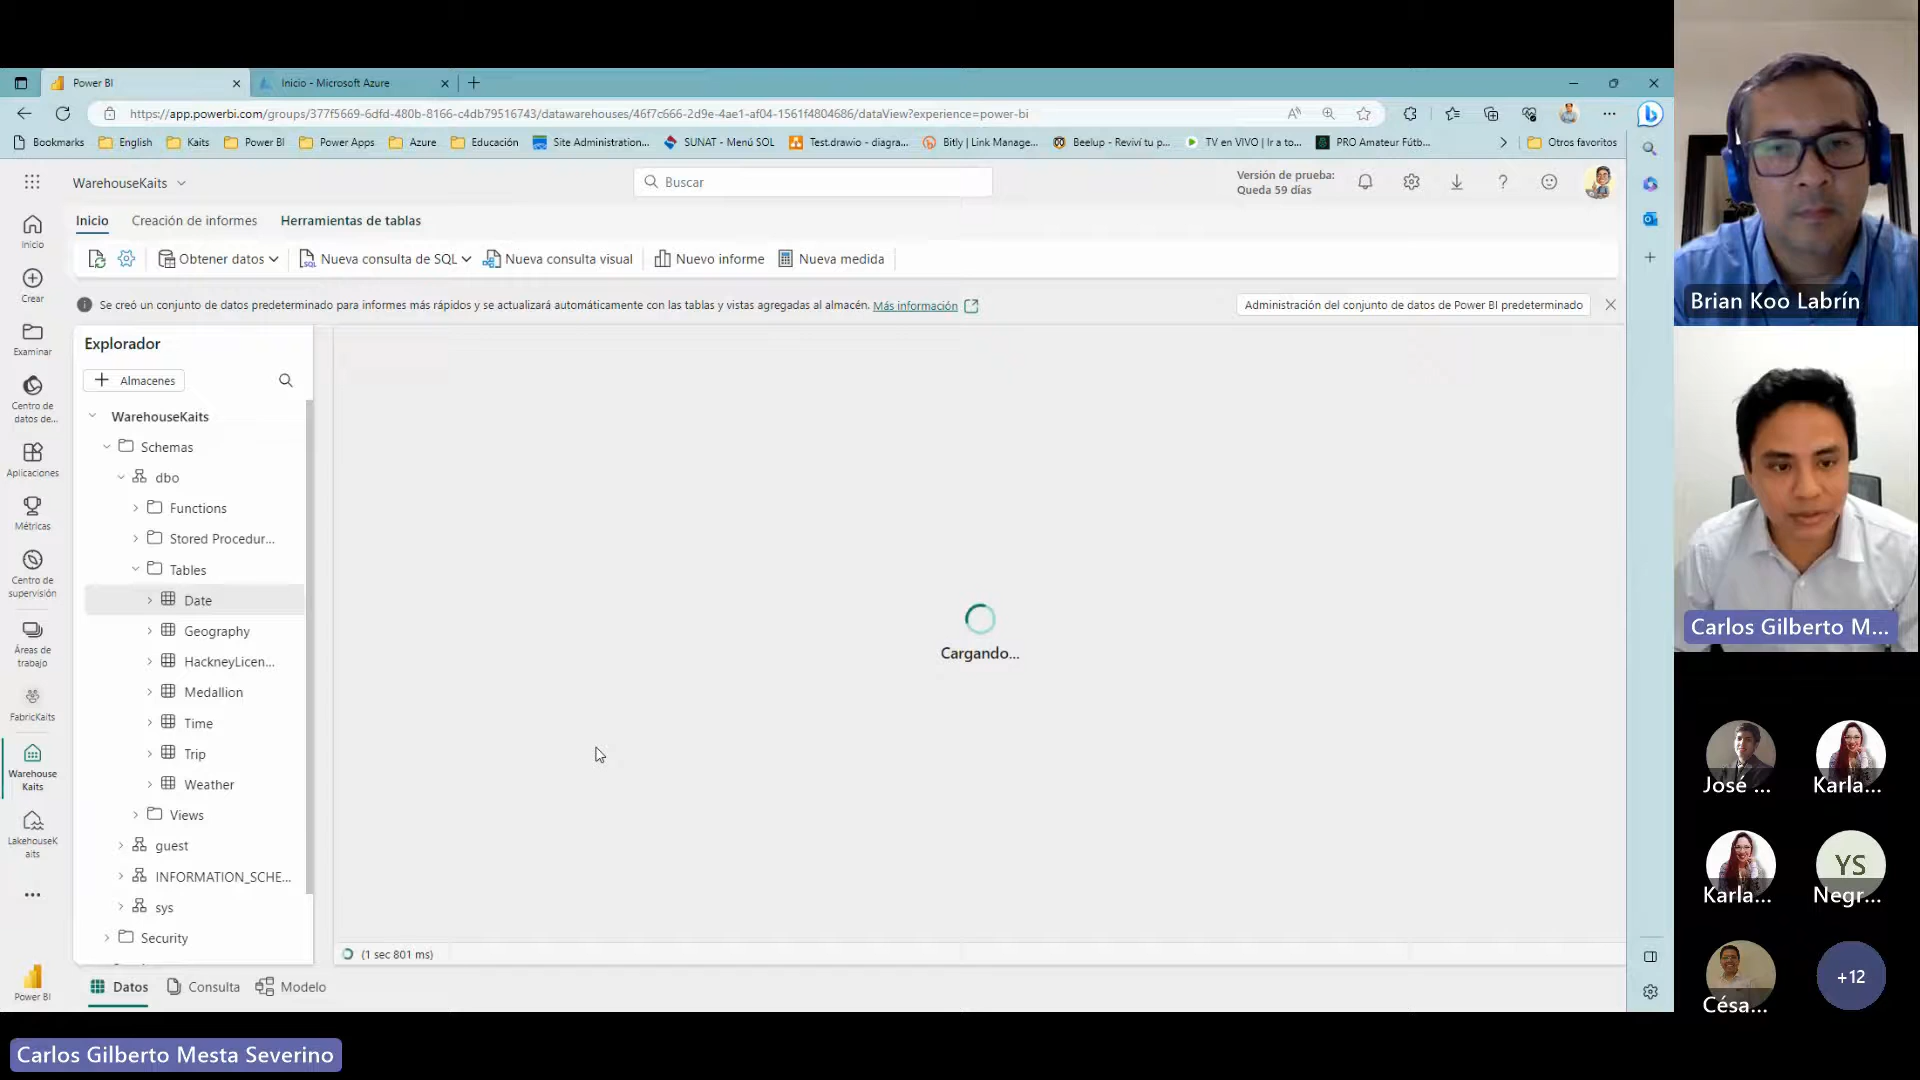 Power BI
Inicio - Microsoft Azure
https://app.powerbi.com/groups/377f5669-6dfd-480b-8166-c4db79516743/datawarehouses/46f7c666-2d9e-4ae1-af04-1561f4804686/dataView?experience=power-bi
Bookmarks
English
Kaits
Power BI
Power Apps
Azure
Educación
Site Administration...
SUNAT - Menú SOL
Test.drawio - diagra...
Bitly | Link Manage...
Beelup - Reviví tu p...
TV en VIVO | Ir a to...
PRO Amateur Fútb...
Otros favoritos
WarehouseKaits
Buscar
Versión de prueba:
Queda 59 días
Inicio
Creación de informes
Herramientas de tablas
Obtener datos
Nueva consulta de SQL
Nueva consulta visual
Nuevo informe
Nueva medida
Se creó un conjunto de datos predeterminado para informes más rápidos y se actualizará automáticamente con las tablas y vistas agregadas al almacén. Más información
Administración del conjunto de datos de Power BI predeterminado
Inicio
Crear
Examinar
Centro de
datos de...
Aplicaciones
Métricas
Centro de
supervisión
Áreas de
trabajo
FabricKaits
Warehouse
Kaits
LakehouseK
aits
Power BI
Explorador
Almacenes
WarehouseKaits
Schemas
dbo
Functions
Stored Procedur...
Tables
Date
Geography
HackneyLicen...
Medallion
Time
Trip
Weather
Views
guest
INFORMATION_SCHE...
sys
Security
Cargando...
(1 sec 801 ms)
Datos
Consulta
Modelo
Brian Koo Labrín
Carlos Gilberto M...
José ...
Karla...
Karla...
YS
Negr...
Césa...
+12
Carlos Gilberto Mesta Severino